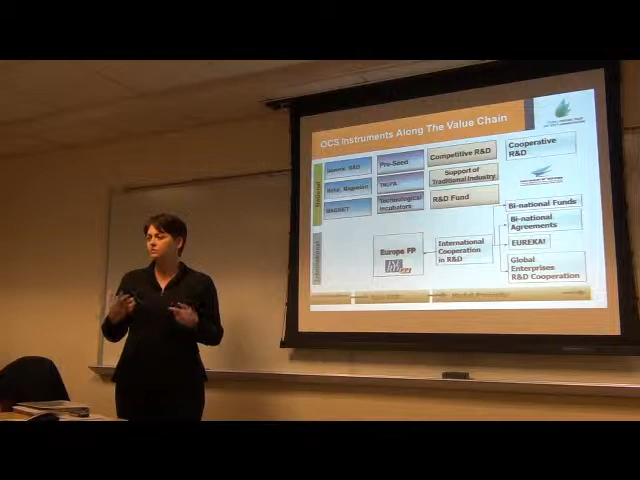 OCS Instruments Along The Value Chain
Pre-Seed
Competitive R&D
Cooperative
R&D
Support of
Traditional Industry
TNUFA
MAGNET
Technological
Incubators
R&D Fund
Bi-national Funds
Bi-national
Agreements
Europe FP
International
Cooperation
in R&D
EUREKA!
Global
Enterprises
R&D Cooperation